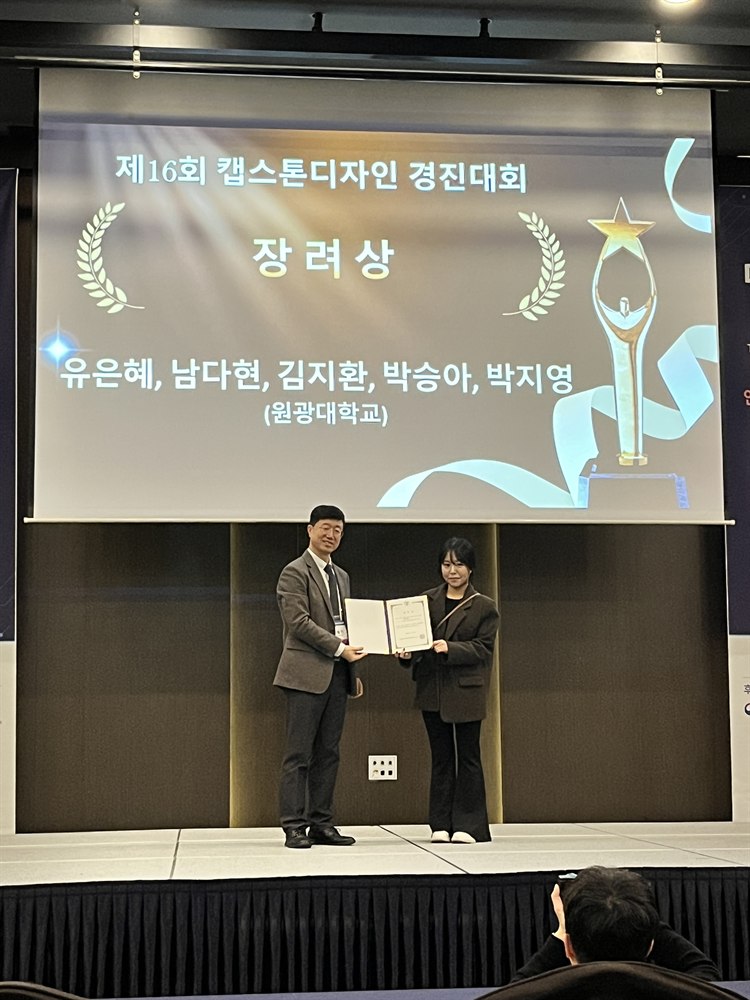 제16회 캡스톤디자인 경진대회
장려상
유은혜, 남다현, 김지환, 박승아, 박지영
(원광대학교)